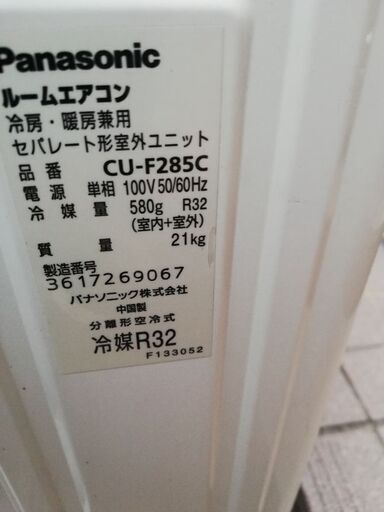 Panasonic
ルームエアコン
冷房・暖房兼用
セパレート形室外ユニット
品番 CU-F285C
電源 単相 100V 50/60Hz
冷媒量 580g R32
(室内+室外)
質量 21kg
製造番号
3617269067
パナソニック株式会社
中国製
分離形空冷式
冷媒R32
F133052